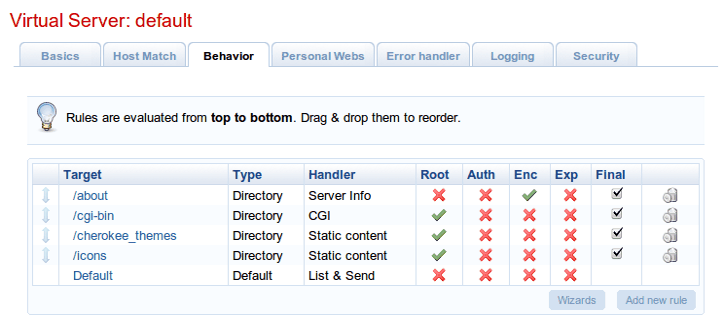 Virtual Server: default
Basics Host Match Behavior Personal Webs Error handler Logging Security
Rules are evaluated from top to bottom. Drag & drop them to reorder.
Target Type Handler Root Auth Enc Exp Final
/about Directory Server Info
/cgi-bin Directory CGI
/cherokee_themes Directory Static content
/icons Directory Static content
Default Default List & Send
Wizards Add new rule